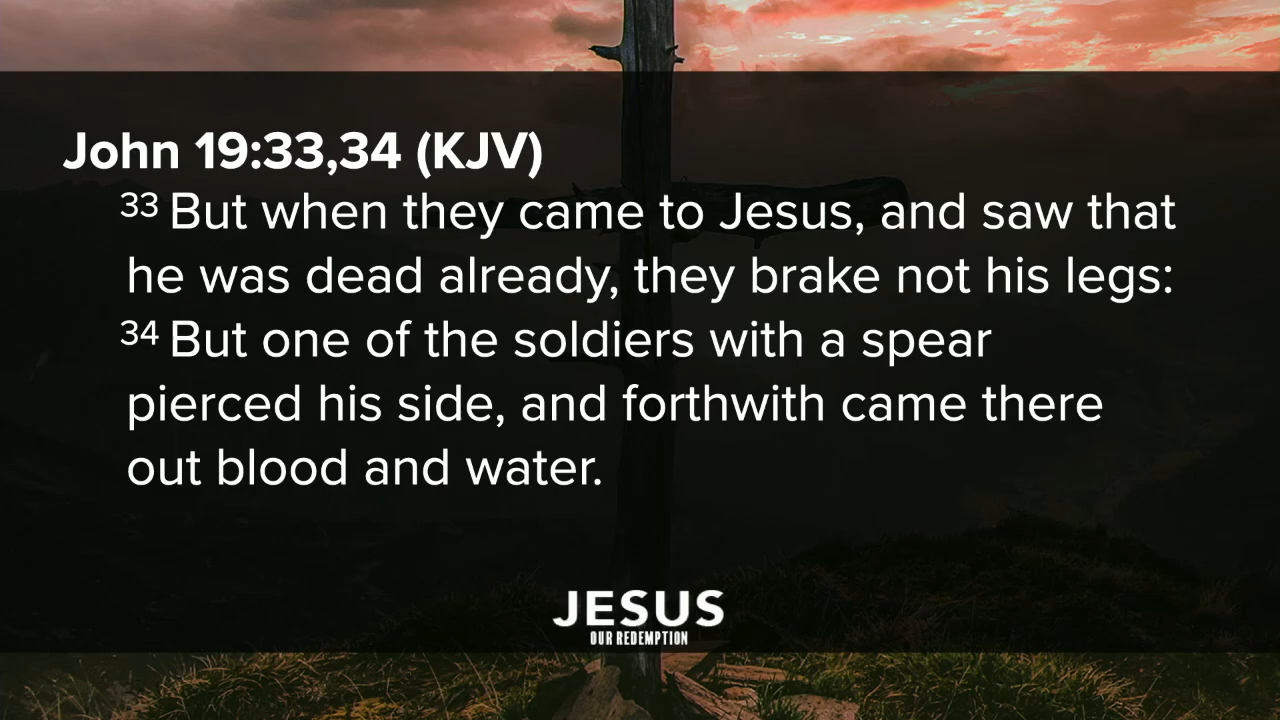 John 19:33,34 (KJV)
33 But when they came to Jesus, and saw that
he was dead already, they brake not his legs:
34 But one of the soldiers with a spear
pierced his side, and forthwith came there
out blood and water.
JESUS
OUR REDEMPTION